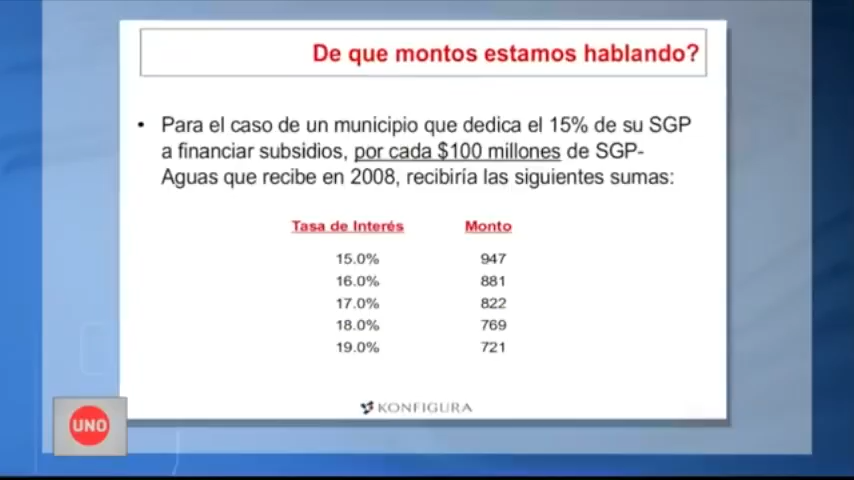 De que montos estamos hablando?
• Para el caso de un municipio que dedica el 15% de su SGP
a financiar subsidios, por cada $100 millones de SGP-
Aguas que recibe en 2008, recibiría las siguientes sumas:
Tasa de Interés Monto
15.0% 947
16.0% 881
17.0% 822
18.0% 769
19.0% 721
KONFIGURA
UNO